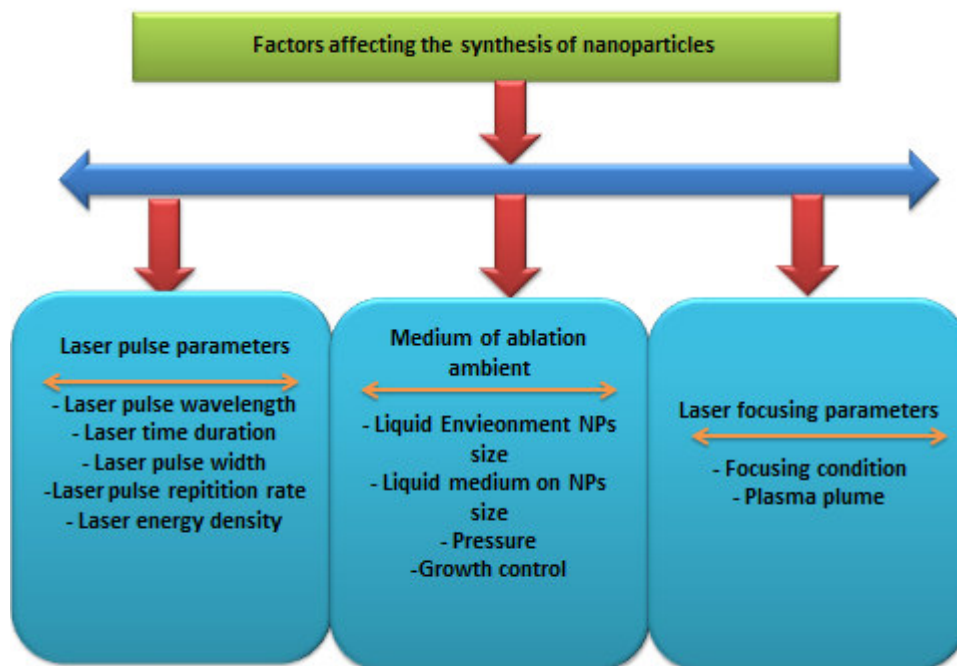 Factors affecting the synthesis of nanoparticles
Laser pulse parameters
- Laser pulse wavelength
- Laser time duration
- Laser pulse width
-Laser pulse repitition rate
- Laser energy density
Medium of ablation
ambient
- Liquid Envieonment NPs
size
- Liquid medium on NPs
size
- Pressure
-Growth control
Laser focusing parameters
- Focusing condition
- Plasma plume